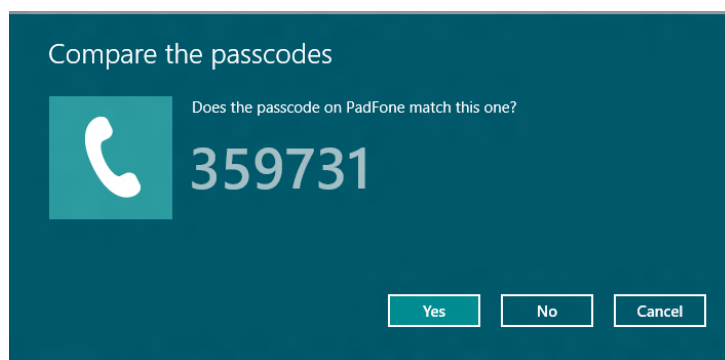 Compare the passcodes
Does the passcode on PadFone match this one?
359731
Yes No Cancel